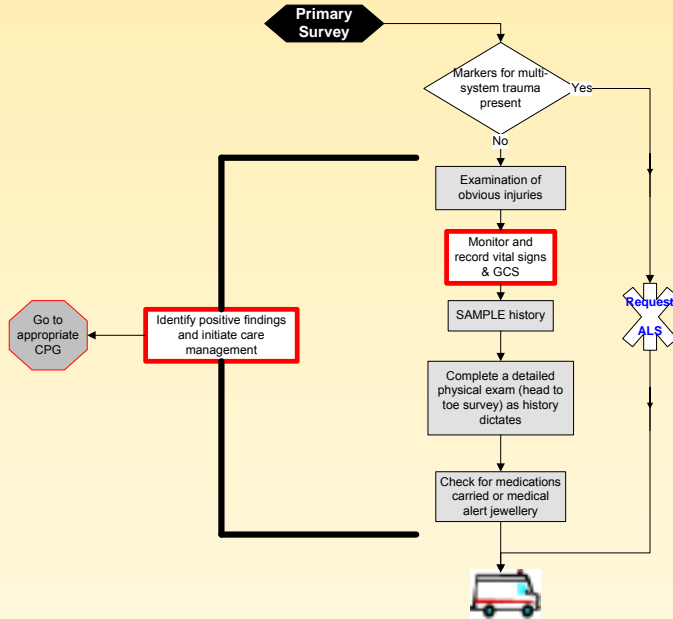 Primary
Survey
Markers for multi-
system trauma
present
Yes
No
Examination of
obvious injuries
Monitor and
record vital signs
& GCS
Request
ALS
SAMPLE history
Go to
appropriate
CPG
Identify positive findings
and initiate care
management
Complete a detailed
physical exam (head to
toe survey) as history
dictates
Check for medications
carried or medical
alert jewellery